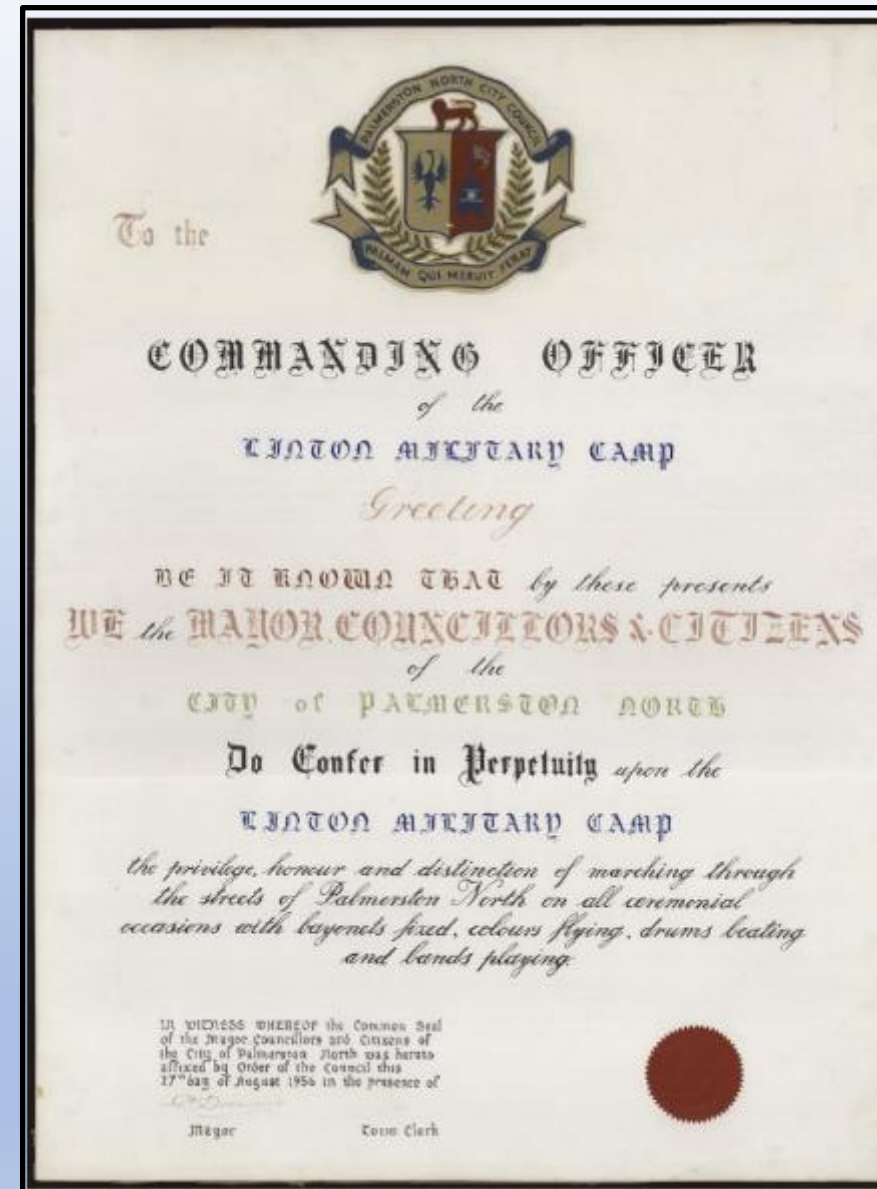 PALMERSTON NORTH CITY COUNCIL
PALMAM QUI MERUIT FERAT
To the
COMMANDING OFFICER
of the
LINTON MILITARY CAMP
Greeting
BE IT KNOWN THAT by these presents
WE the MAYOR, COUNCILLORS & CITIZENS
of the
CITY of PALMERSTON NORTH
Do Confer in Perpetuity upon the
LINTON MILITARY CAMP
the privilege, honour and distinction of marching through
the streets of Palmerston North on all ceremonial
occasions with bayonets fixed, colours flying, drums beating
and bands playing.
IN WITNESS WHEREOF the Common Seal
of the Mayor Councillors and Citizens of
the City of Palmerston North was hereto
affixed by Order of the Council this
17th day of August 1956 in the presence of
Mayor Town Clerk